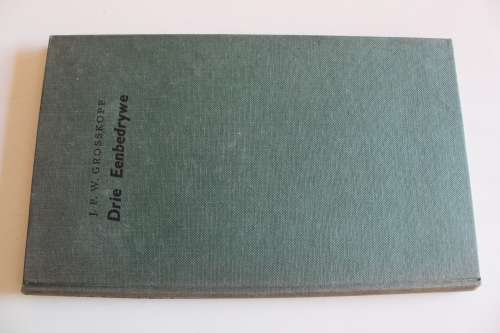 J. F. W. GROSSKOPF
Drie Eenbedrywe